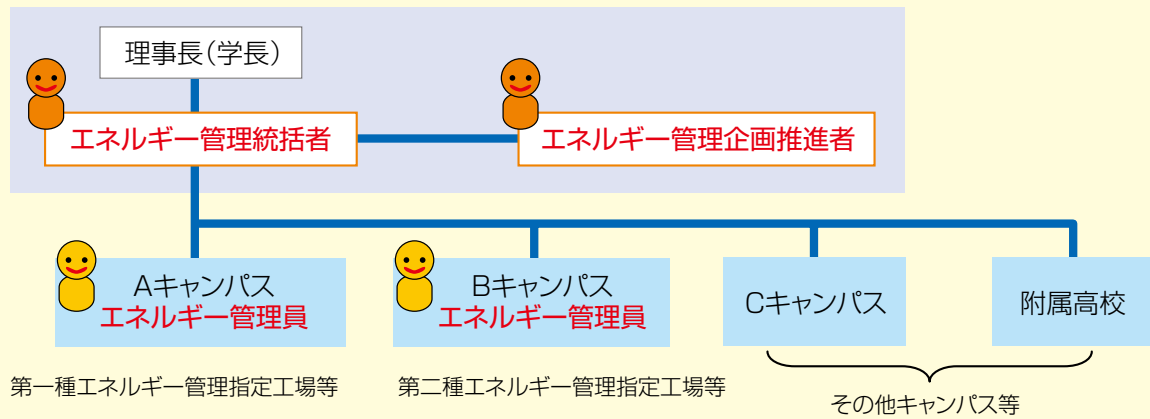 理事長（学長）
エネルギー管理統括者
エネルギー管理企画推進者
Aキャンパス
エネルギー管理員
Bキャンパス
エネルギー管理員
Cキャンパス
附属高校
第一種エネルギー管理指定工場等
第二種エネルギー管理指定工場等
その他キャンパス等